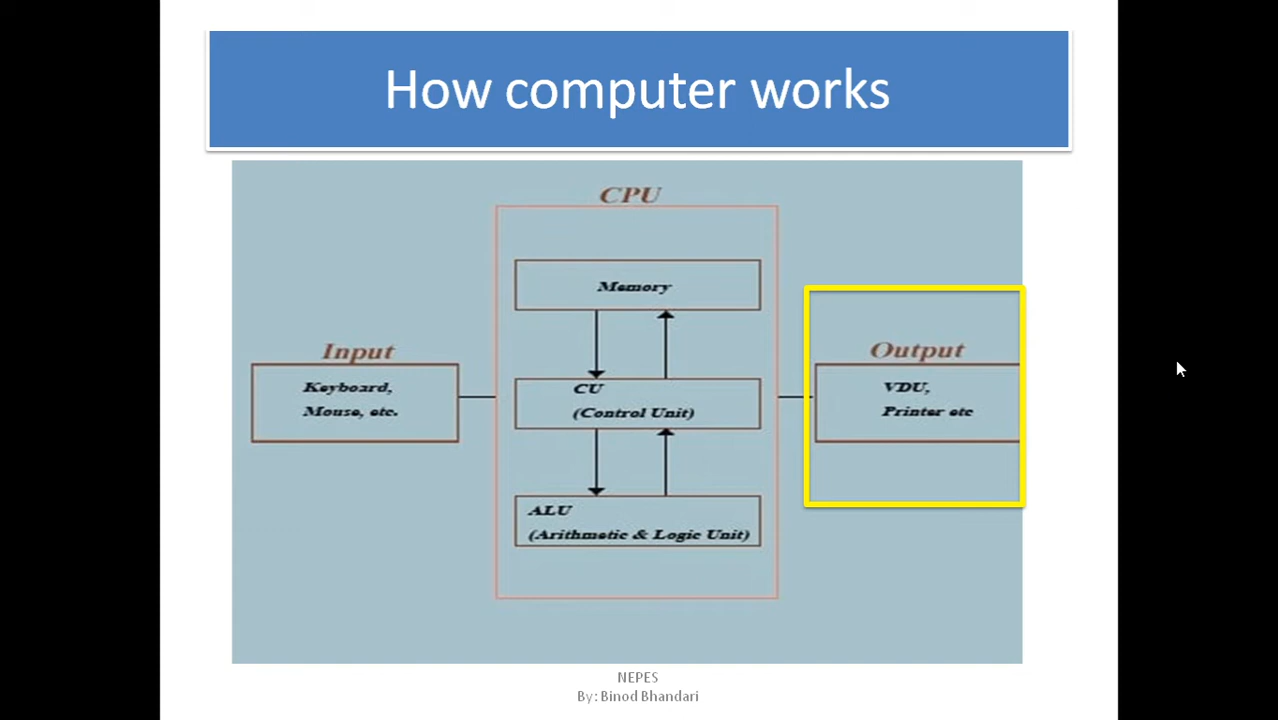 How computer works
CPU
Memory
Input
Keyboard,
Mouse, etc.
CU
(Control Unit)
Output
VDU,
Printer etc
ALU
(Arithmetic & Logic Unit)
NEPES
By: Binod Bhandari